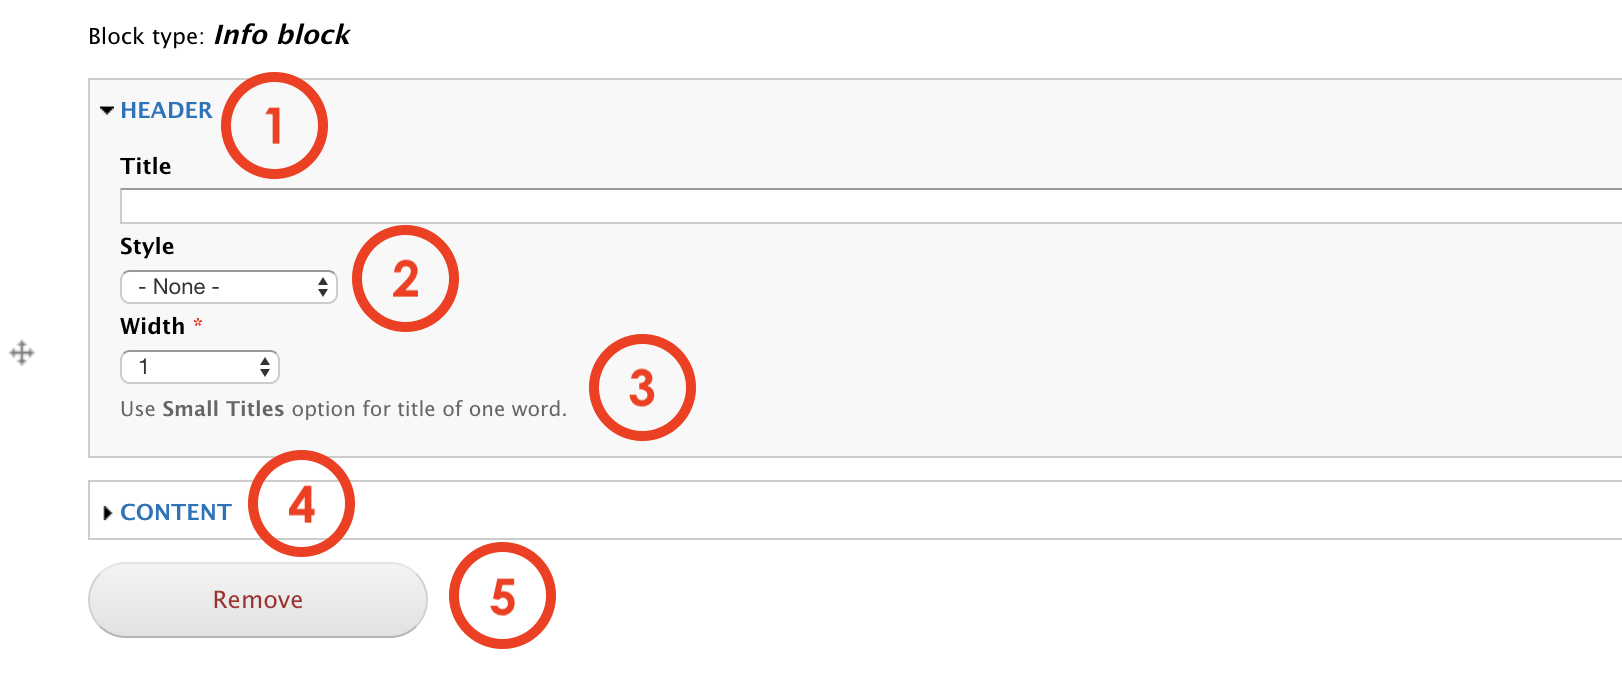 Block type: Info block
HEADER 1
Title
Style
- None - 2
Width *
1
Use Small Titles option for title of one word. 3
CONTENT 4
Remove 5